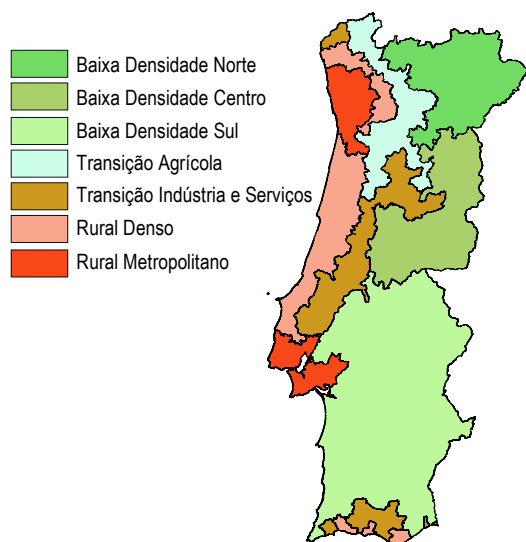 Baixa Densidade Norte
Baixa Densidade Centro
Baixa Densidade Sul
Transição Agrícola
Transição Indústria e Serviços
Rural Denso
Rural Metropolitano